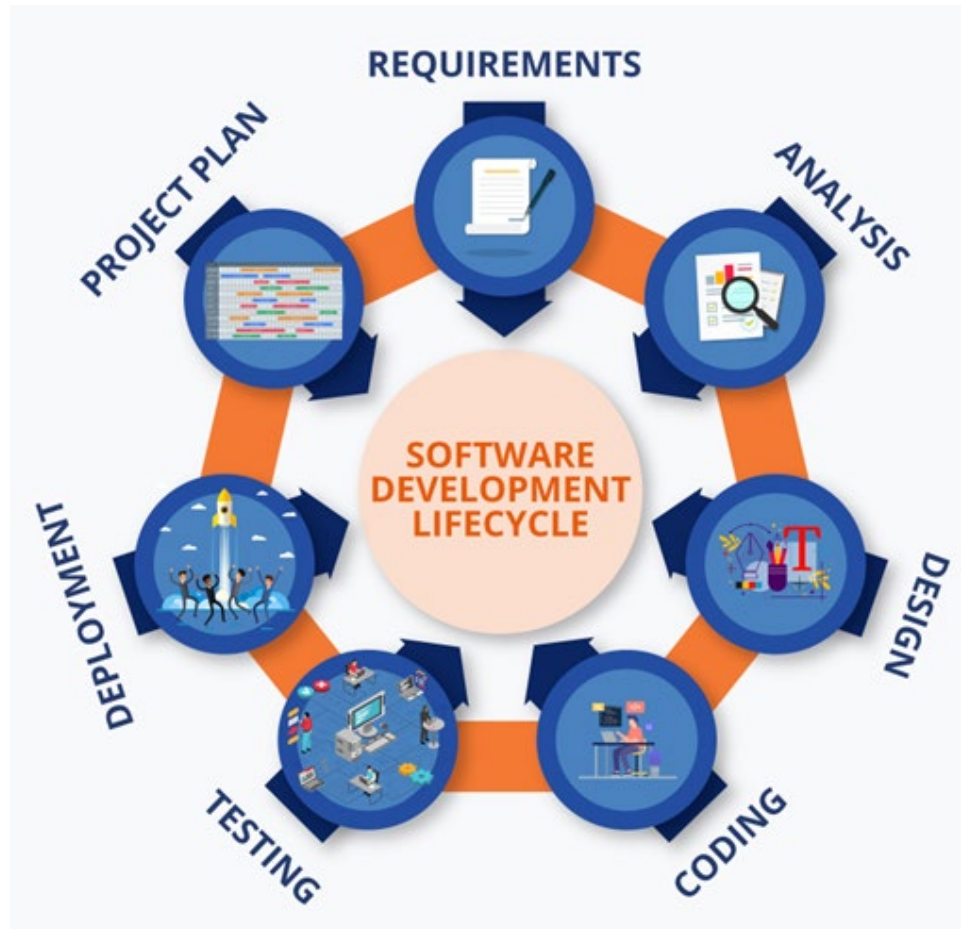 REQUIREMENTS
ANALYSIS
DESIGN
CODING
TESTING
DEPLOYMENT
PROJECT PLAN
SOFTWARE
DEVELOPMENT
LIFECYCLE
T